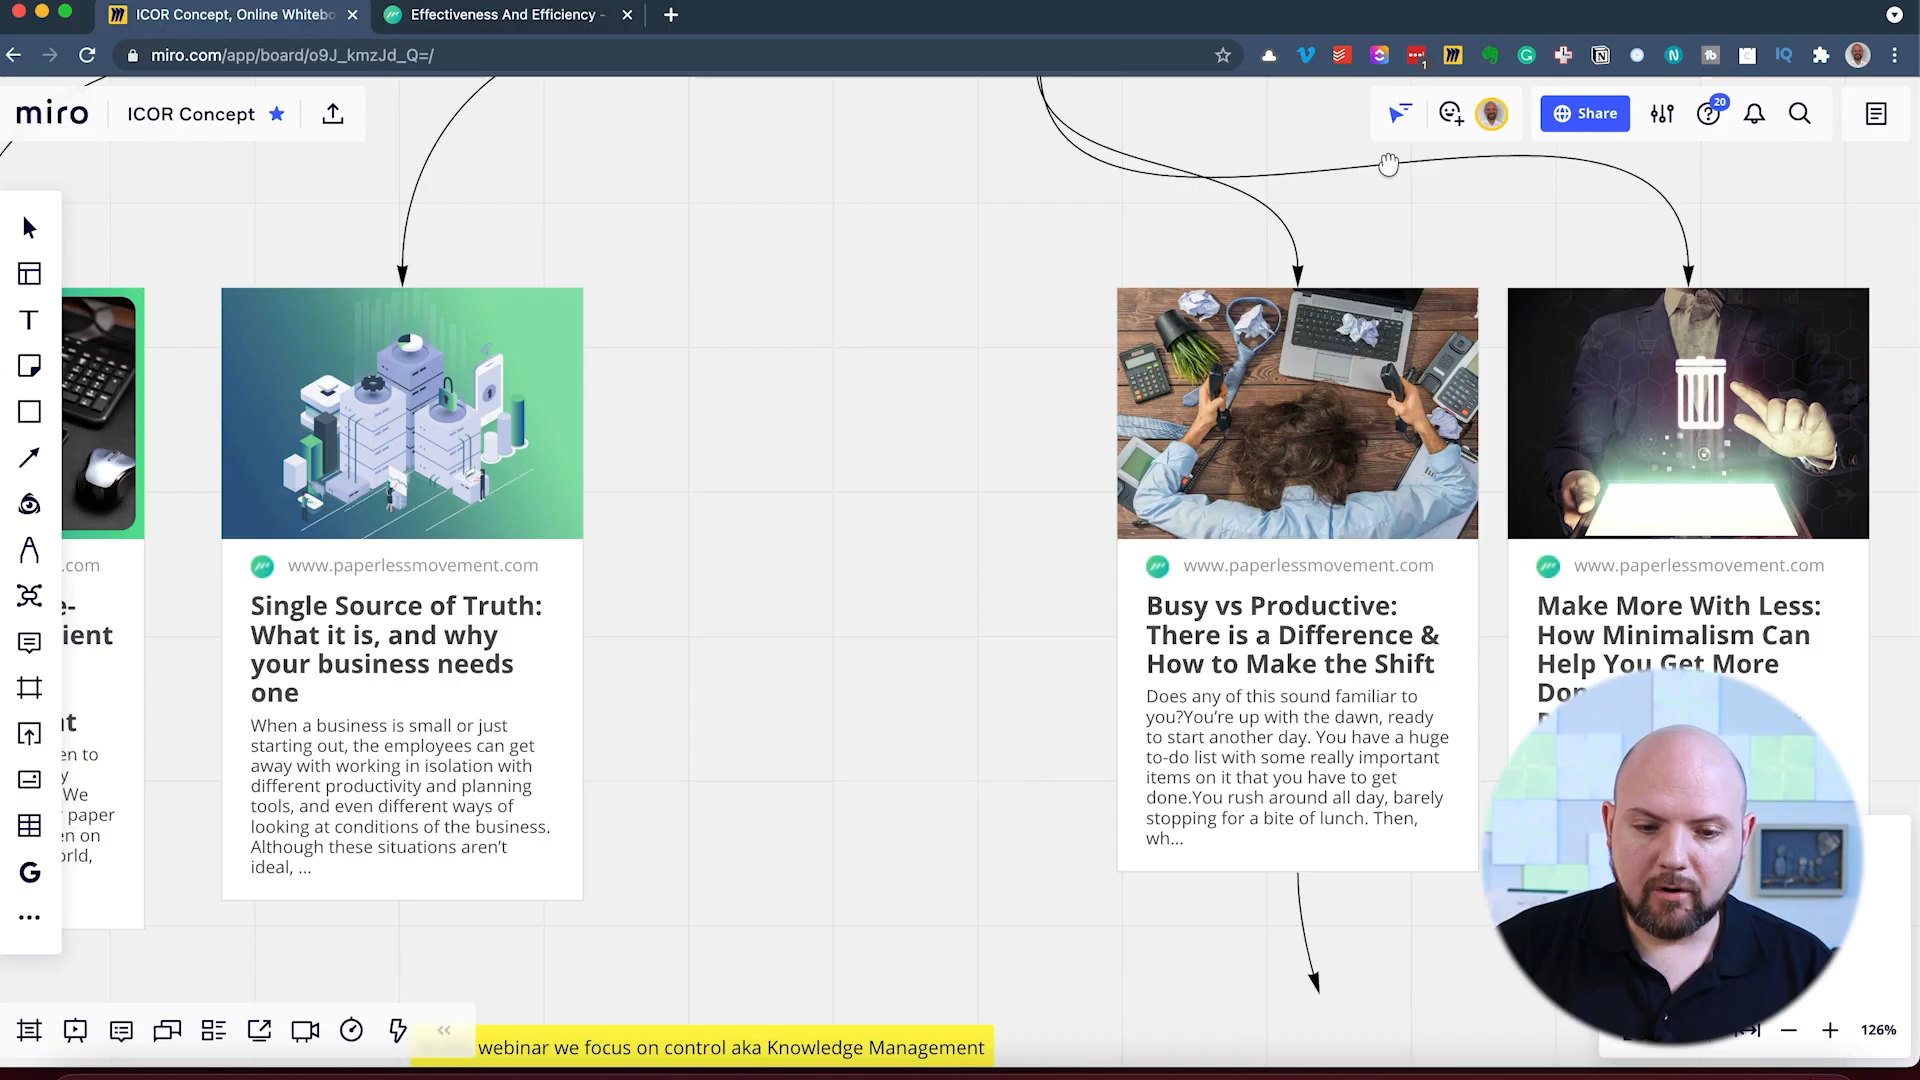 ICOR Concept, Online Whitebo
Effectiveness And Efficiency -
miro.com/app/board/o9J_kmzJd_Q=/
miro
ICOR Concept
Share
20
www.paperlessmovement.com
Single Source of Truth:
What it is, and why
your business needs
one
When a business is small or just
starting out, the employees can get
away with working in isolation with
different productivity and planning
tools, and even different ways of
looking at conditions of the business.
Although these situations aren't
ideal, ...
www.paperlessmovement.com
Busy vs Productive:
There is a Difference &
How to Make the Shift
Does any of this sound familiar to
you?You're up with the dawn, ready
to start another day. You have a huge
to-do list with some really important
items on it that you have to get
done.You rush around all day, barely
stopping for a bite of lunch. Then,
wh...
www.paperlessmovement.com
Make More With Less:
How Minimalism Can
Help You Get More
.com
e-
ient
nt
en to
y
We
paper
en on
orld,
webinar we focus on control aka Knowledge Management
126%